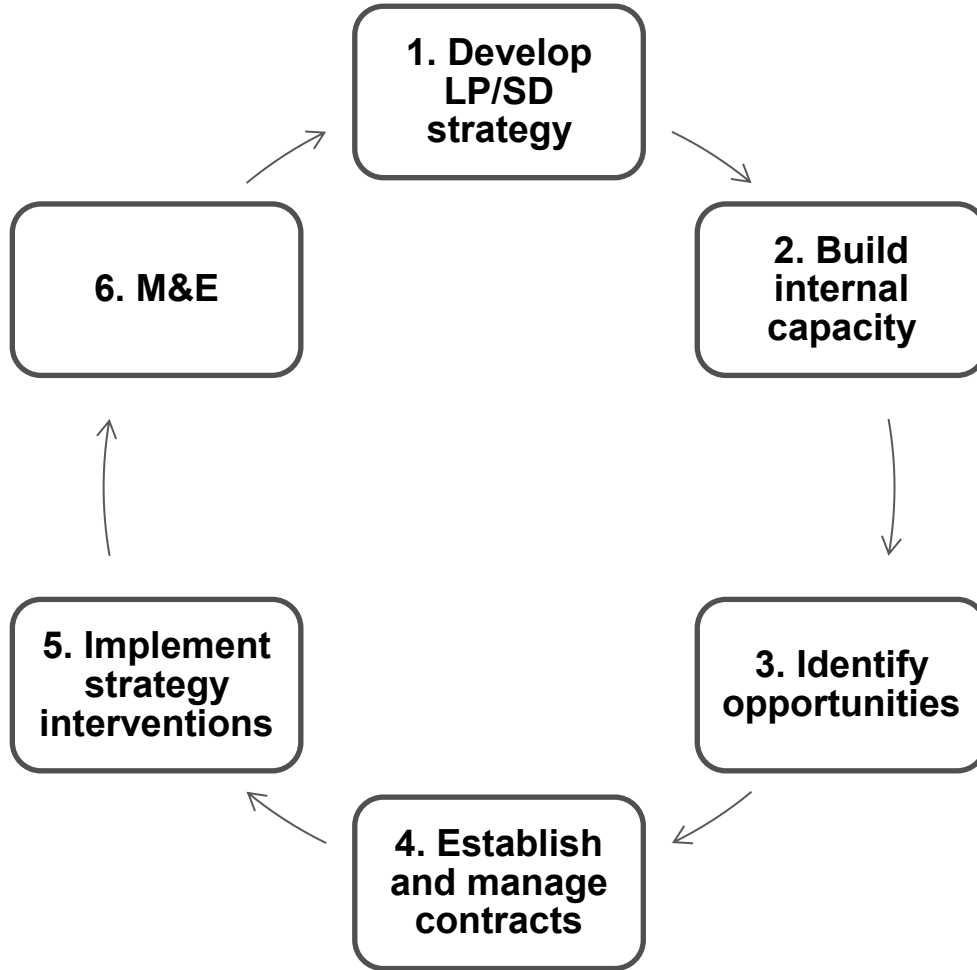 1. Develop
LP/SD
strategy
2. Build
internal
capacity
3. Identify
opportunities
4. Establish
and manage
contracts
5. Implement
strategy
interventions
6. M&E